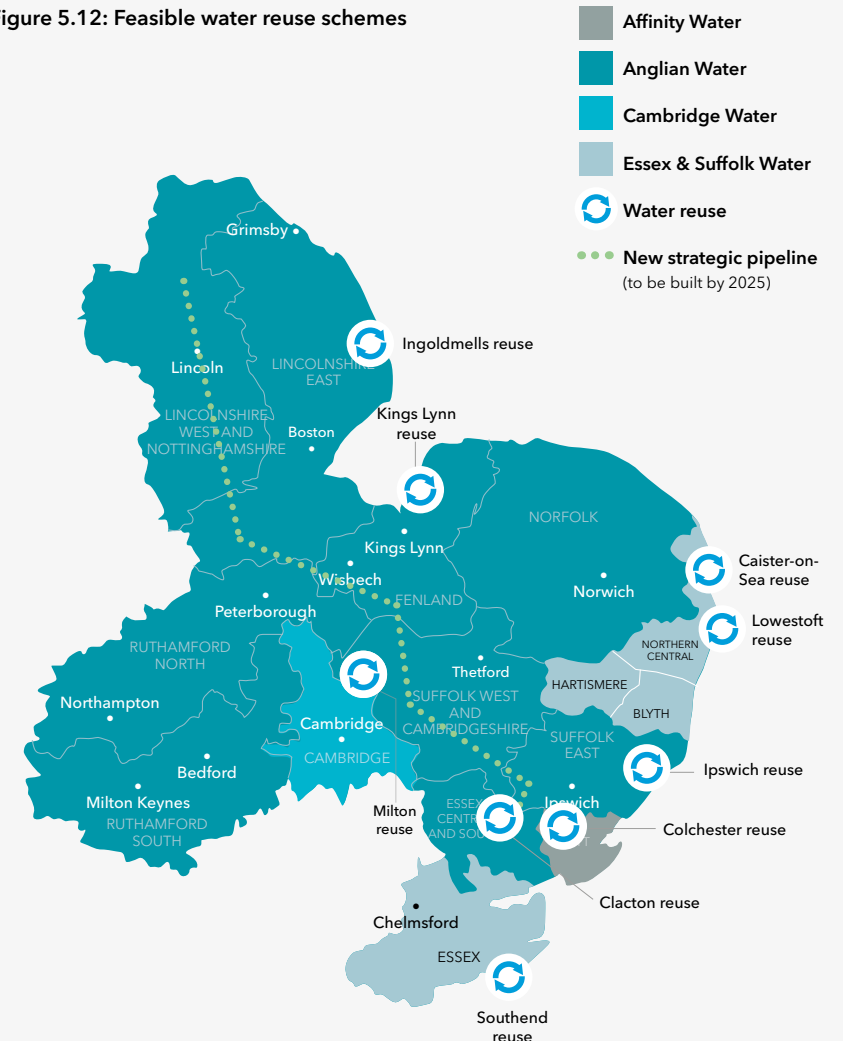 igure 5.12: Feasible water reuse schemes
Affinity Water
Anglian Water
Cambridge Water
Essex & Suffolk Water
Water reuse
New strategic pipeline
(to be built by 2025)
Grimsby
Ingoldmells reuse
Lincoln
LINCOLNSHIRE
EAST
Kings Lynn
reuse
LINCOLNSHIRE
WEST AND
NOTTINGHAMSHIRE
Boston
NORFOLK
Kings Lynn
Caister-on-
Sea reuse
Wisbech
Norwich
FENLAND
Peterborough
Lowestoft
reuse
RUTHAMFORD
NORTH
NORTHERN
CENTRAL
Thetford
HARTISMERE
SUFFOLK WEST
AND
CAMBRIDGESHIRE
Northampton
BLYTH
Cambridge
SUFFOLK
EAST
CAMBRIDGE
Bedford
Ipswich reuse
Milton Keynes
RUTHAMFORD
SOUTH
Milton
reuse
ESSEX
CENTR
AND SOU
Ipswich
Colchester reuse
Clacton reuse
Chelmsford
ESSEX
Southend
reuse